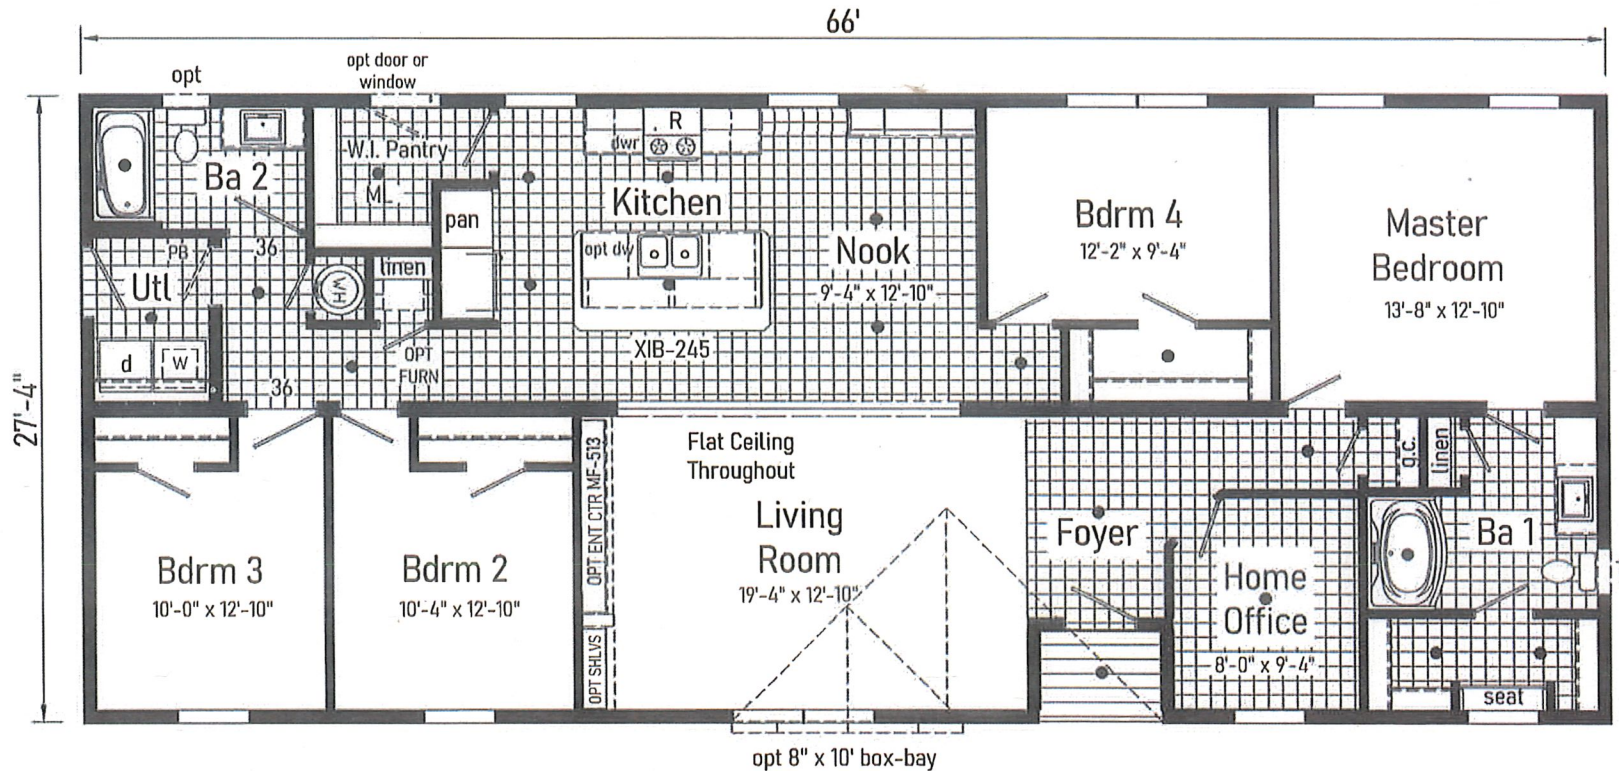 66'
opt
opt door or
window
27'-4"
Ba 2
W.I. Pantry
ML
pan
R
dwr
Kitchen
opt dw
XIB-245
Nook
9'-4" x 12'-10"
Bdrm 4
12'-2" x 9'-4"
Master
Bedroom
13'-8" x 12'-10"
PB
36
Utl
WH
linen
d
W
OPT
FURN
36
Bdrm 3
10'-0" x 12'-10"
Bdrm 2
10'-4" x 12'-10"
OPT ENT CTR MF-513
OPT SHLVS
Flat Ceiling
Throughout
Living
Room
19'-4" x 12'-10"
Foyer
Home
Office
8'-0" x 9'-4"
g.c.
linen
Ba 1
seat
opt 8" x 10' box-bay